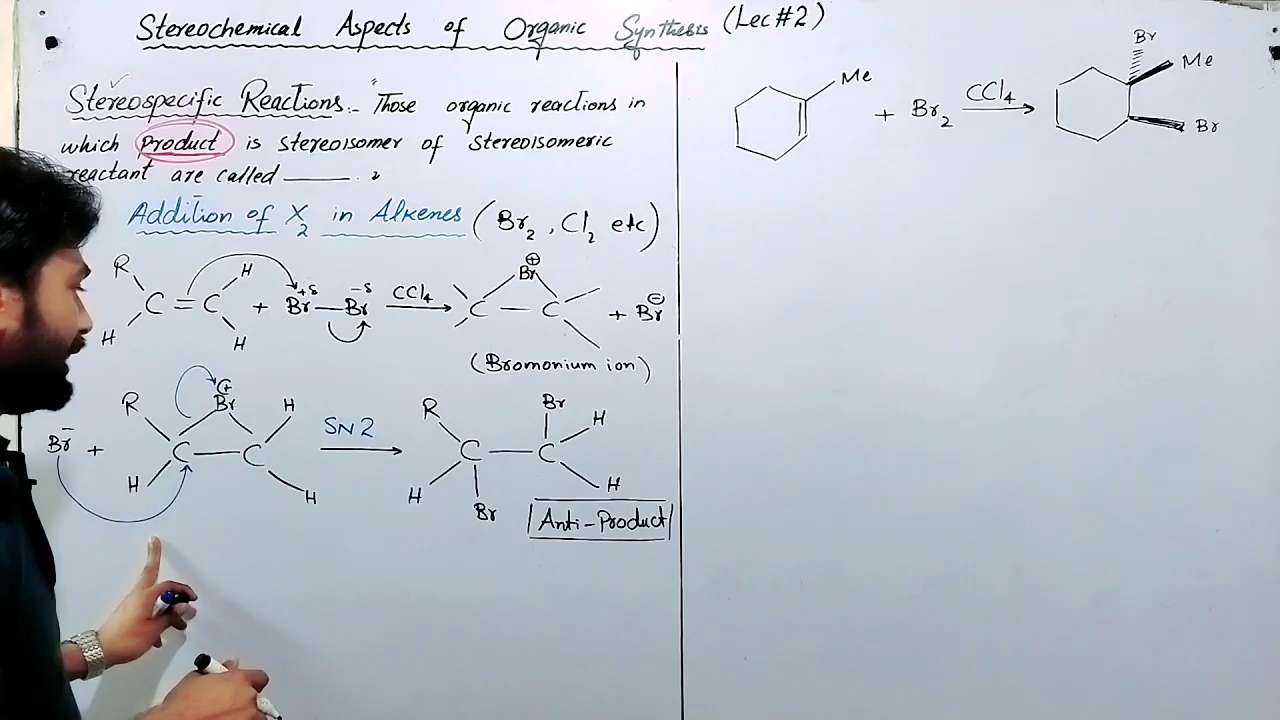 Stereochemical Aspects of Organic Synthesis (Lec#2)
Stereospecific Reactions:- "Those organic reactions in
which product is stereoisomer of stereoisomeric
reactant are called ——— "
Addition of X2 in Alkenes (Br2, Cl2 etc)
R H
C = C + Br+δ — Br-δ CCl4 → C — C Br⊕ + Br⊖
H H
(Bromonium ion)
Br- + R H C — C Br(+) H H SN2 → R H C — C Br H H Br
Anti-Product
Me + Br2 CCl4 → Br Me Br